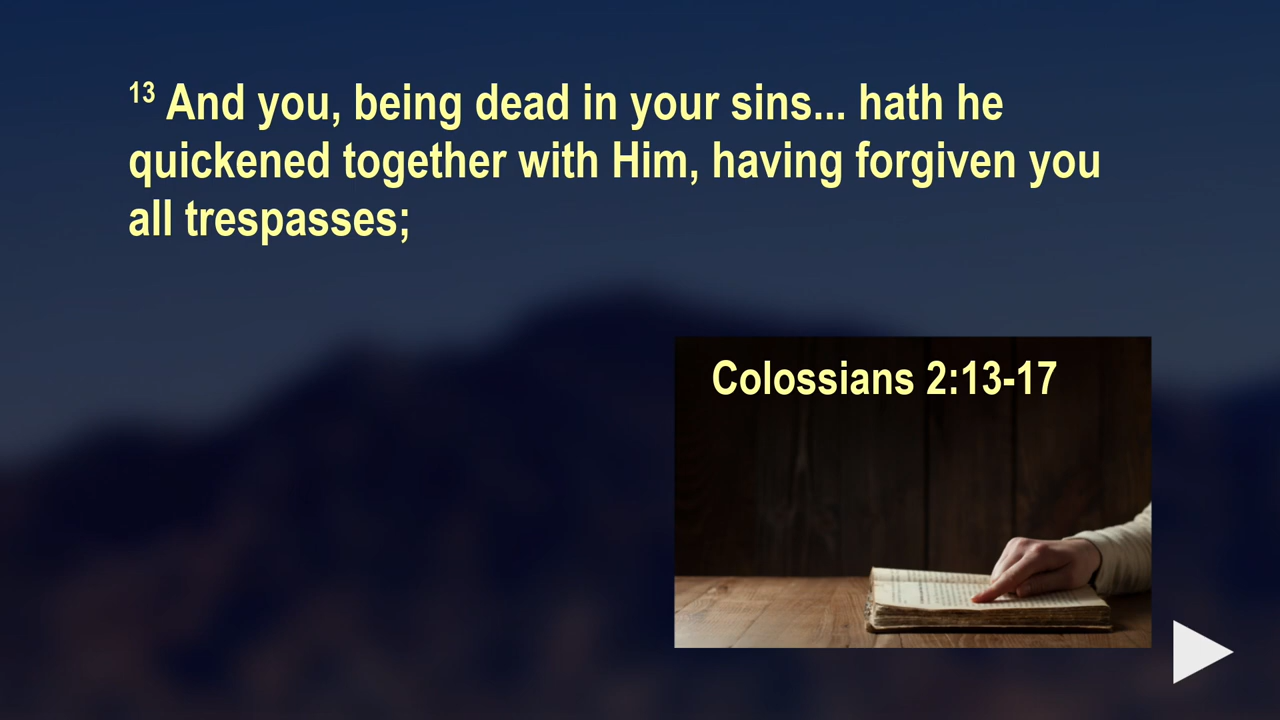 13 And you, being dead in your sins... hath he
quickened together with Him, having forgiven you
all trespasses;
Colossians 2:13-17